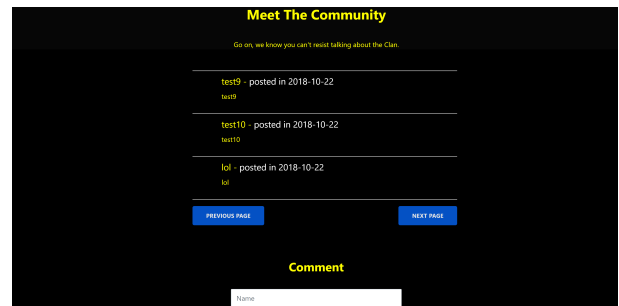 Meet The Community
Go on, we know you can't resist talking about the Clan.
test9 - posted in 2018-10-22
test9
test10 - posted in 2018-10-22
test10
lol - posted in 2018-10-22
lol
PREVIOUS PAGE NEXT PAGE
Comment
Name